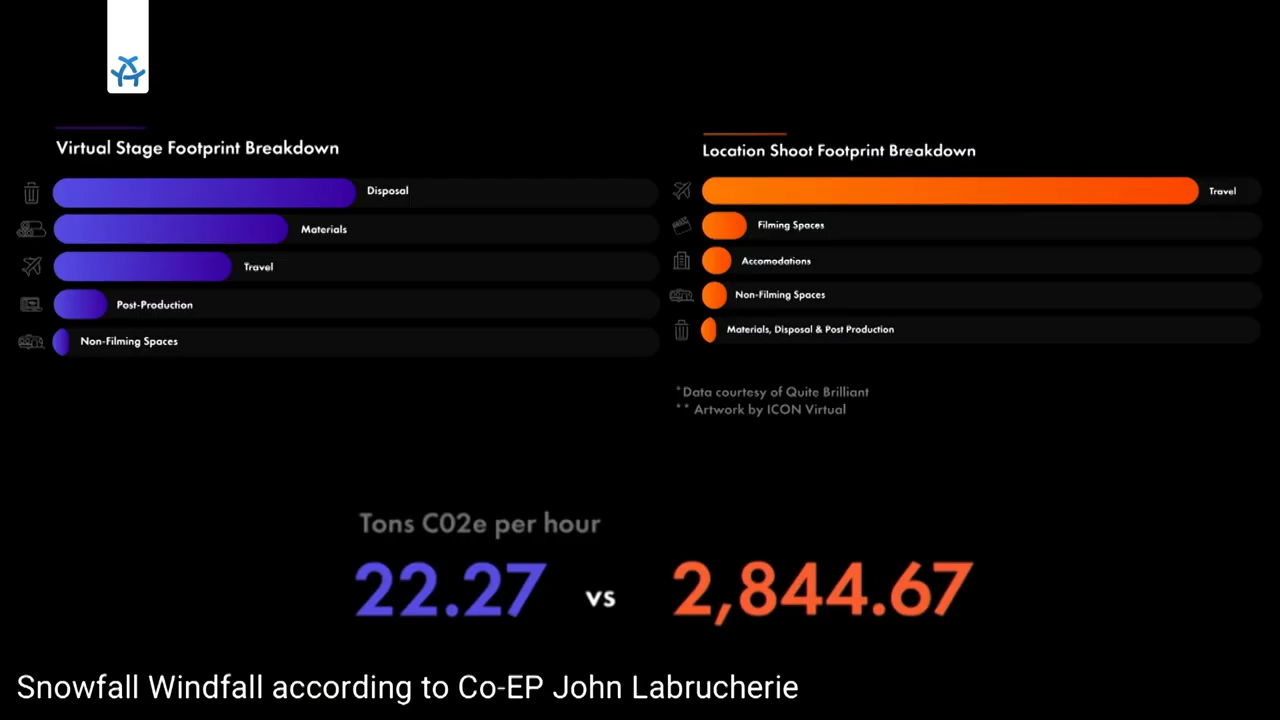 Virtual Stage Footprint Breakdown
Disposal
Materials
Travel
Post-Production
Non-Filming Spaces
Location Shoot Footprint Breakdown
Travel
Filming Spaces
Accomodations
Non-Filming Spaces
Materials, Disposal & Post Production
*Data courtesy of Quite Brilliant
** Artwork by ICON Virtual
Tons C02e per hour
22.27 vs 2,844.67
Snowfall Windfall according to Co-EP John Labrucherie